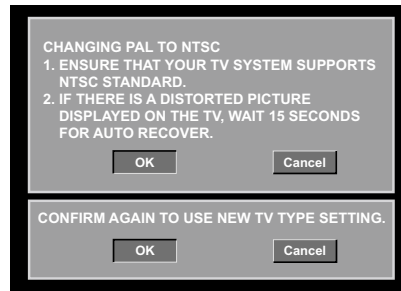 CHANGING PAL TO NTSC
1. ENSURE THAT YOUR TV SYSTEM SUPPORTS
NTSC STANDARD.
2. IF THERE IS A DISTORTED PICTURE
DISPLAYED ON THE TV, WAIT 15 SECONDS
FOR AUTO RECOVER.
OK Cancel
CONFIRM AGAIN TO USE NEW TV TYPE SETTING.
OK Cancel